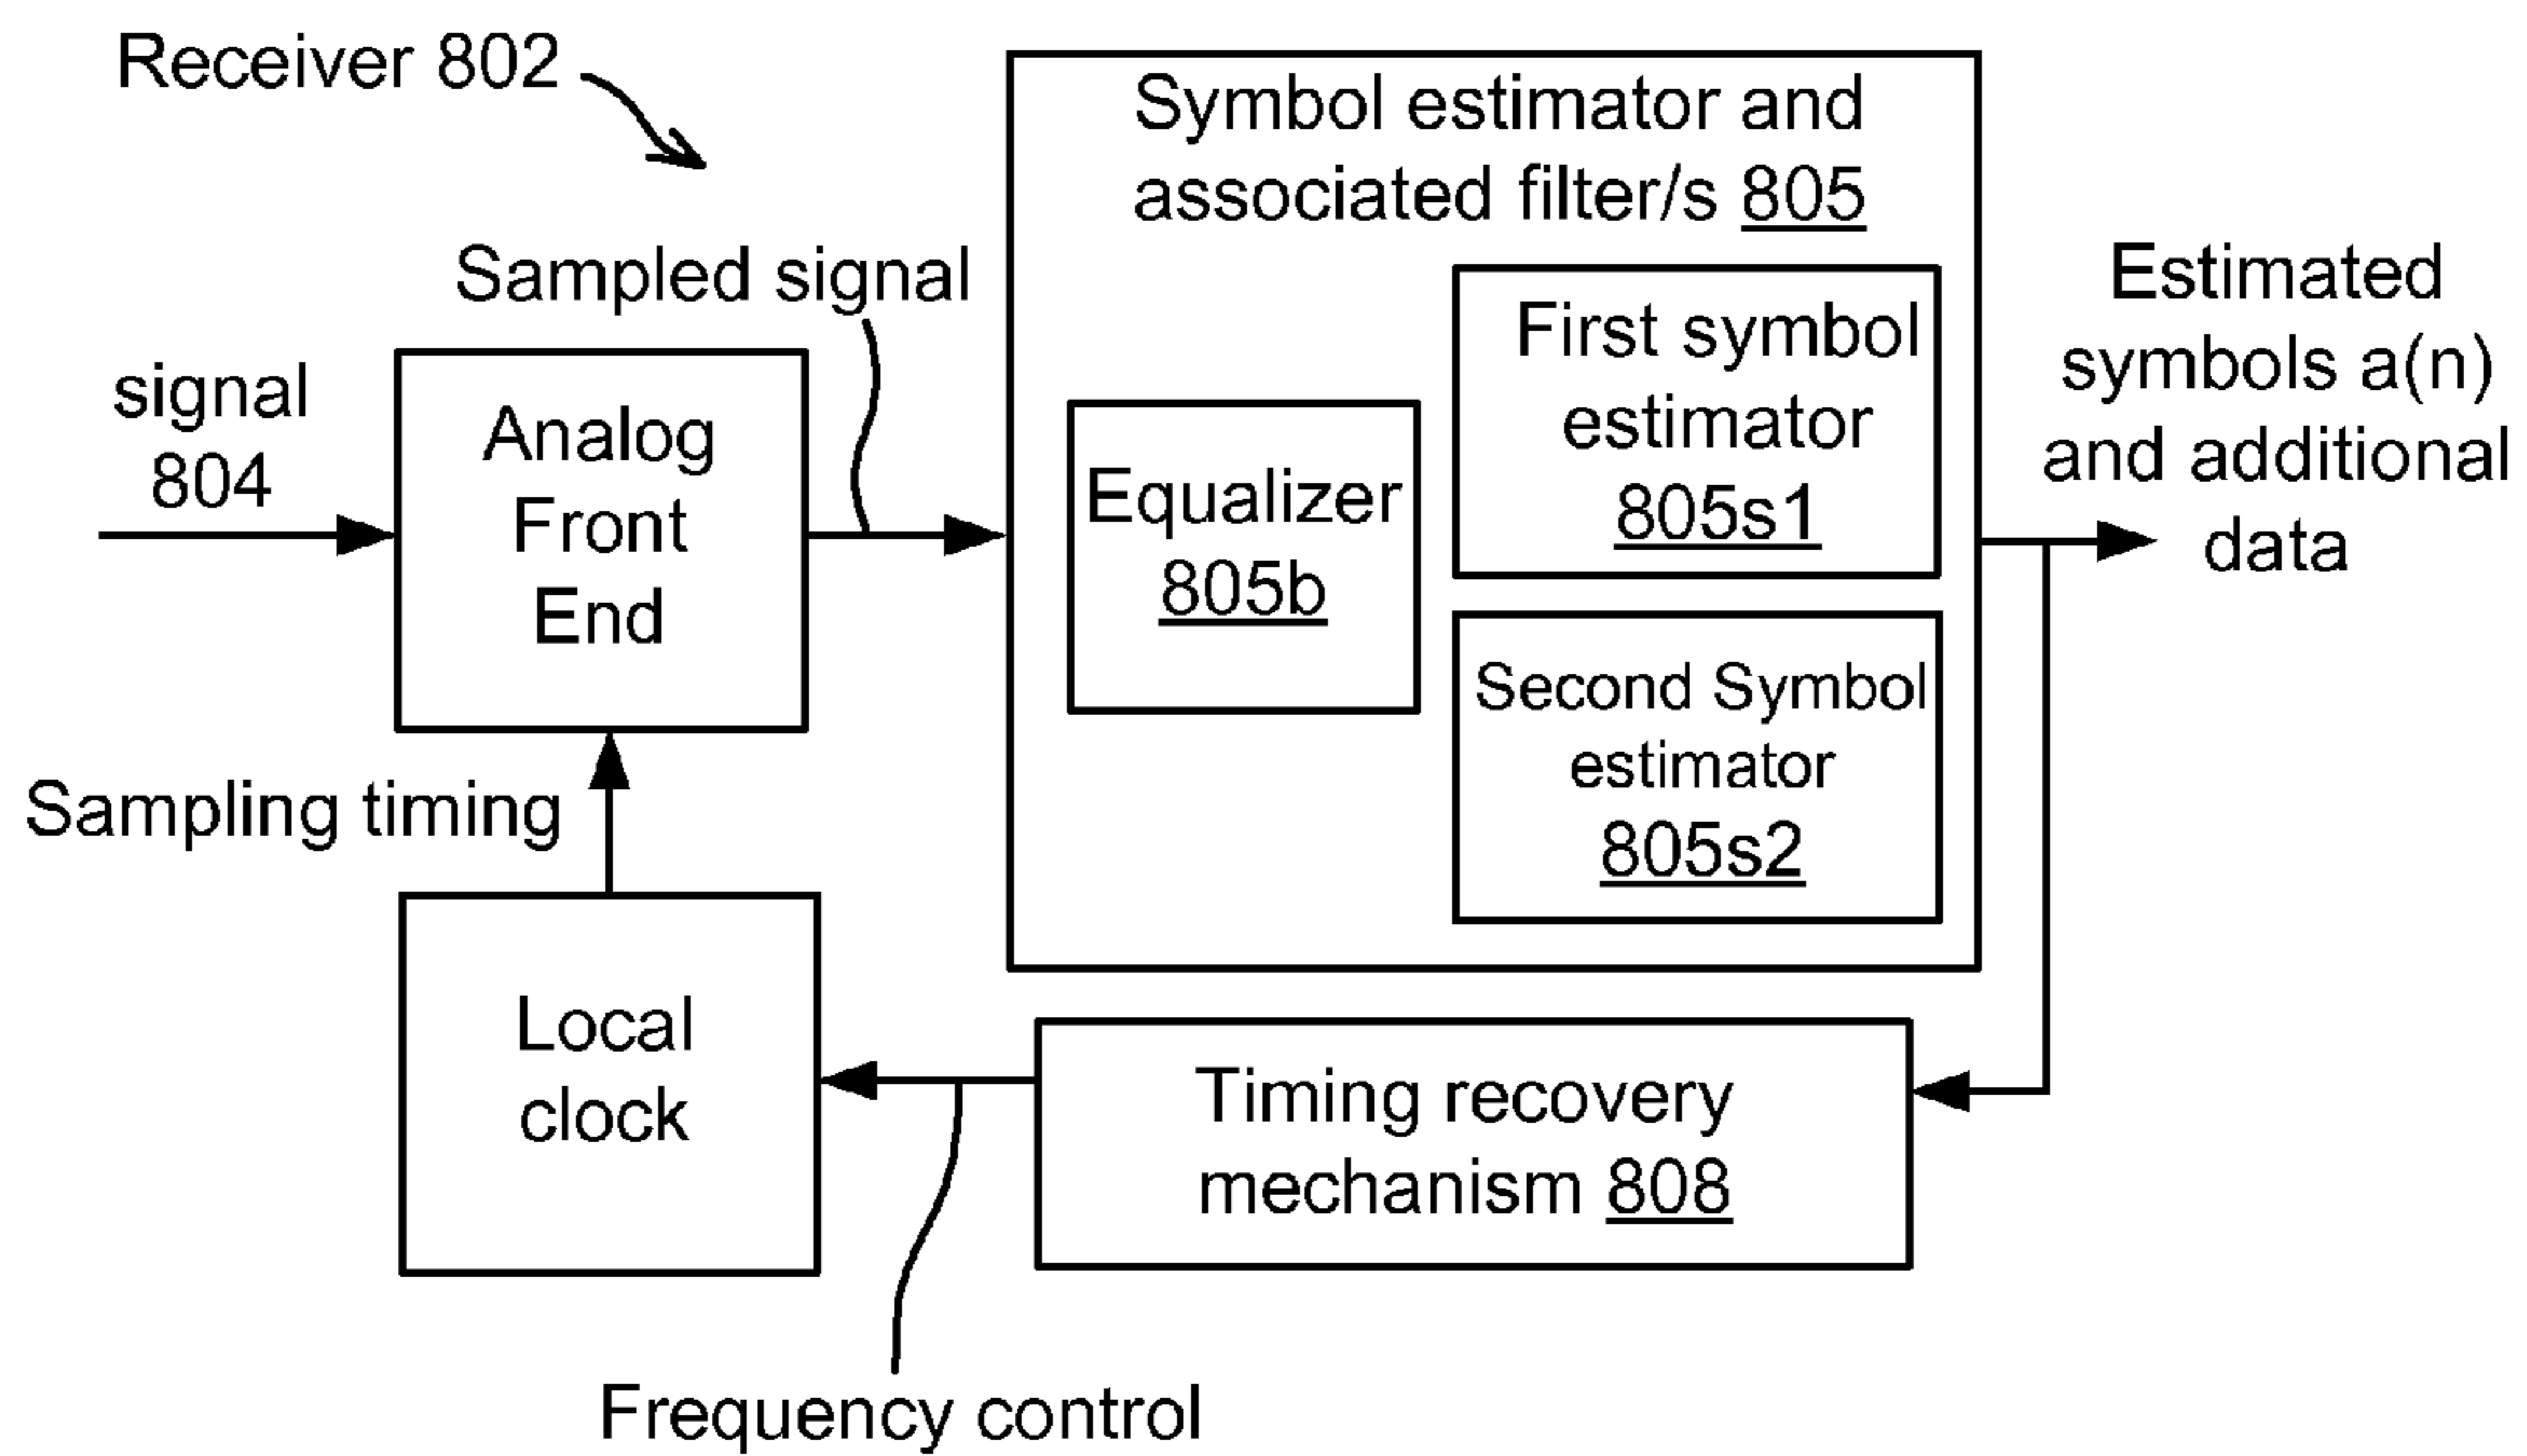 Receiver 802
Symbol estimator and
associated filter/s 805
Sampled signal
signal
804
Analog
Front
End
Equalizer
805b
First symbol
estimator
805s1
Second Symbol
estimator
805s2
Estimated
symbols a(n)
and additional
data
Sampling timing
Local
clock
Timing recovery
mechanism 808
Frequency control